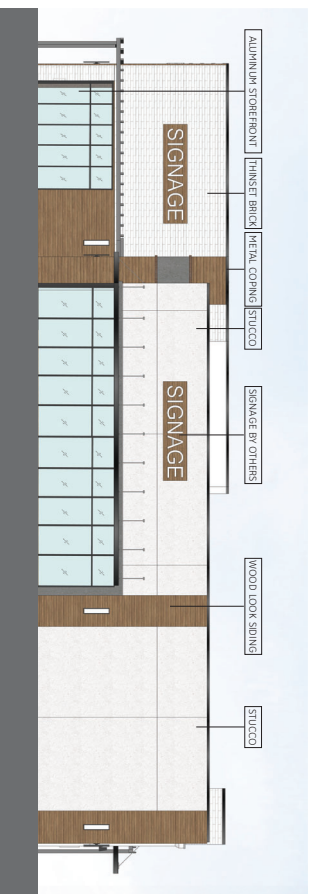 ALUMINUM STOREFRONT
THINSET BRICK
METAL COPING
STUCCO
SIGNAGE BY OTHERS
WOOD LOOK SIDING
STUCCO
SIGNAGE
SIGNAGE